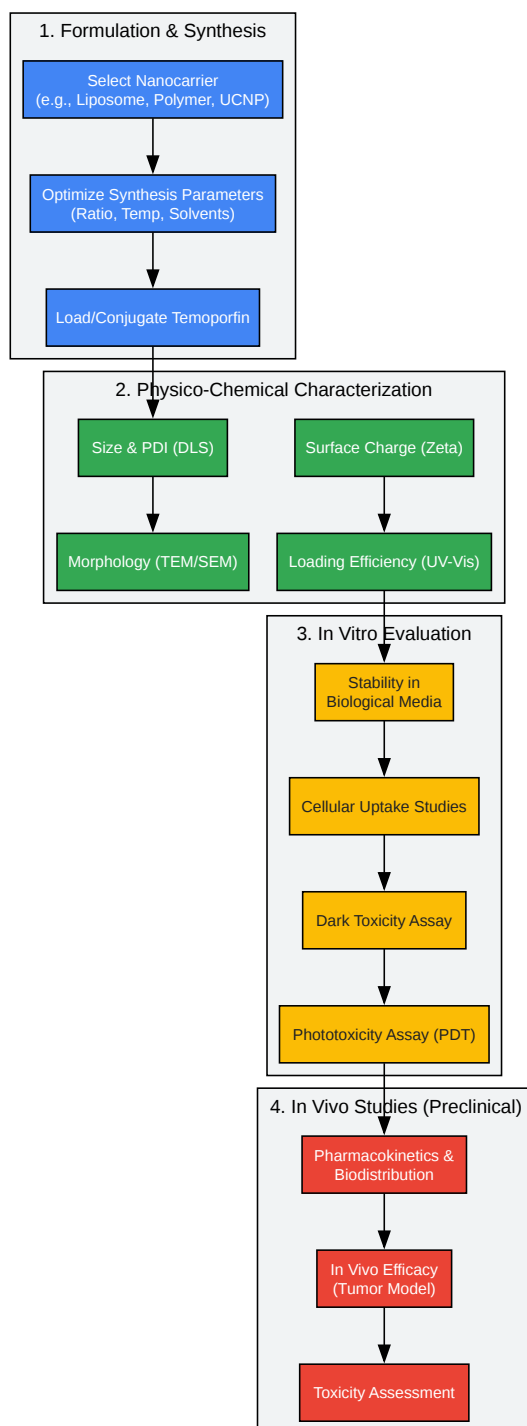 1. Formulation & Synthesis
Select Nanocarrier
(e.g., Liposome, Polymer, UCNP)
Optimize Synthesis Parameters
(Ratio, Temp, Solvents)
Load/Conjugate Temoporfin
2. Physico-Chemical Characterization
Size & PDI (DLS)
Surface Charge (Zeta)
Morphology (TEM/SEM)
Loading Efficiency (UV-Vis)
3. In Vitro Evaluation
Stability in
Biological Media
Cellular Uptake Studies
Dark Toxicity Assay
Phototoxicity Assay (PDT)
4. In Vivo Studies (Preclinical)
Pharmacokinetics &
Biodistribution
In Vivo Efficacy
(Tumor Model)
Toxicity Assessment